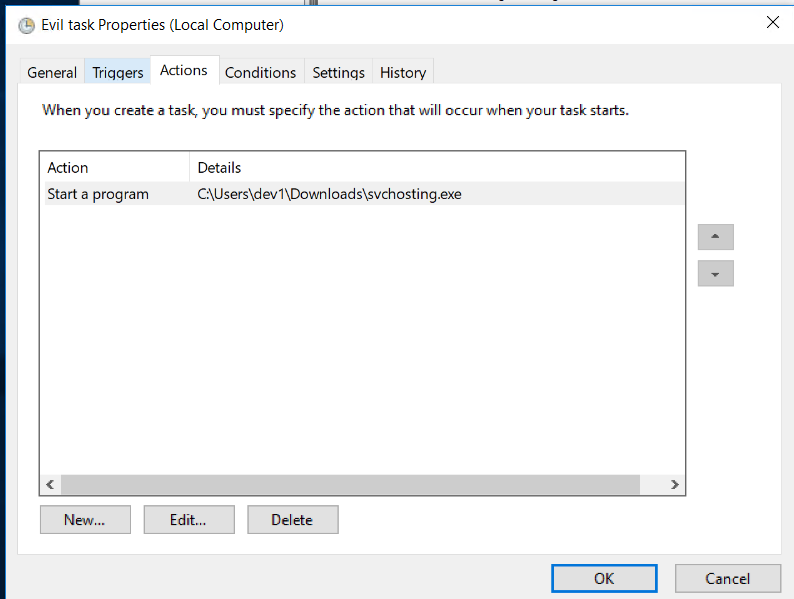 Evil task Properties (Local Computer)
General Triggers Actions Conditions Settings History
When you create a task, you must specify the action that will occur when your task starts.
Action Details
Start a program C:\Users\dev1\Downloads\svchosting.exe
New... Edit... Delete
OK Cancel